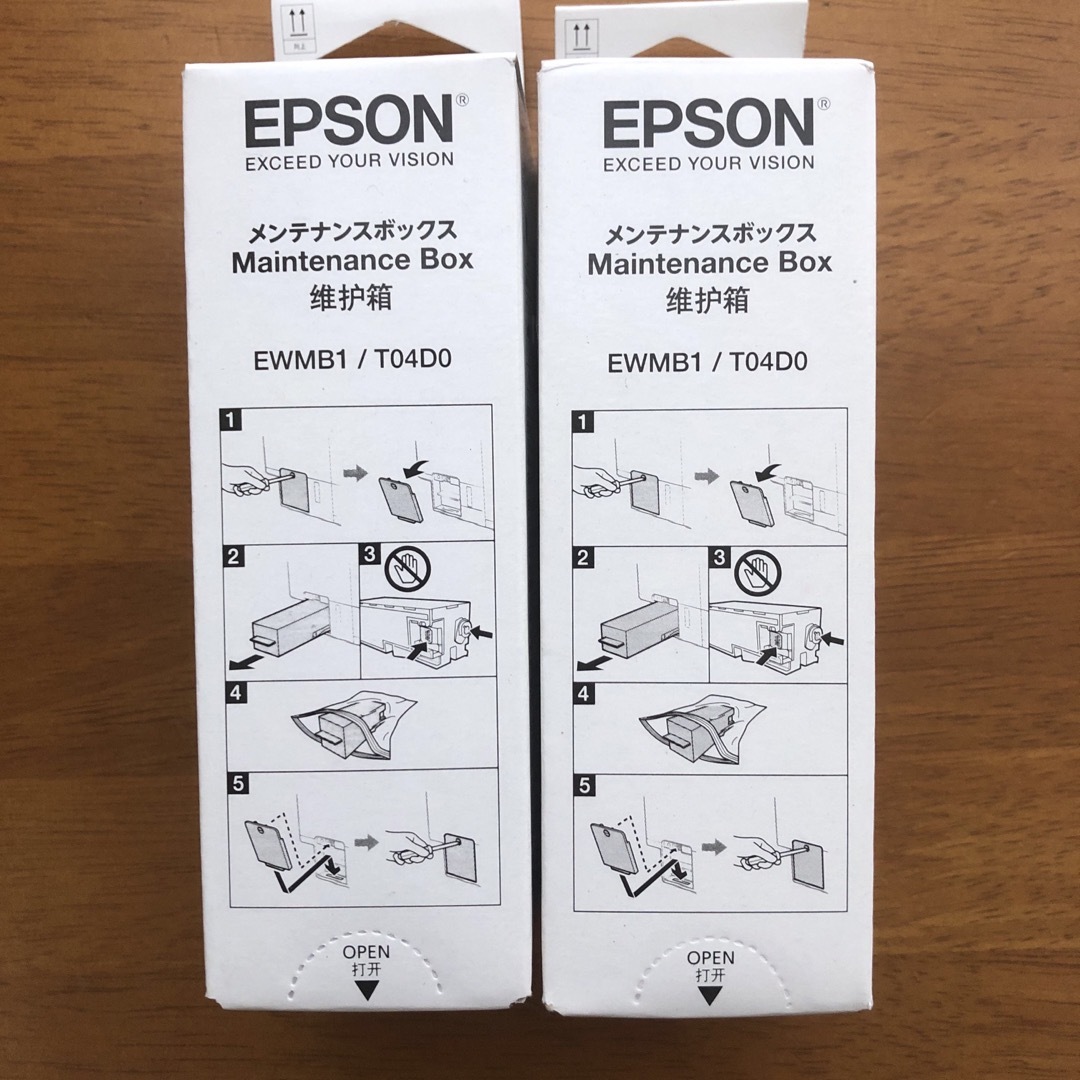 向上
EPSON®
EXCEED YOUR VISION
メンテナンスボックス
Maintenance Box
维护箱
EWMB1 / T04D0
1
2
3
4
5
OPEN
打开
EPSON®
EXCEED YOUR VISION
メンテナンスボックス
Maintenance Box
维护箱
EWMB1 / T04D0
1
2
3
4
5
OPEN
打开